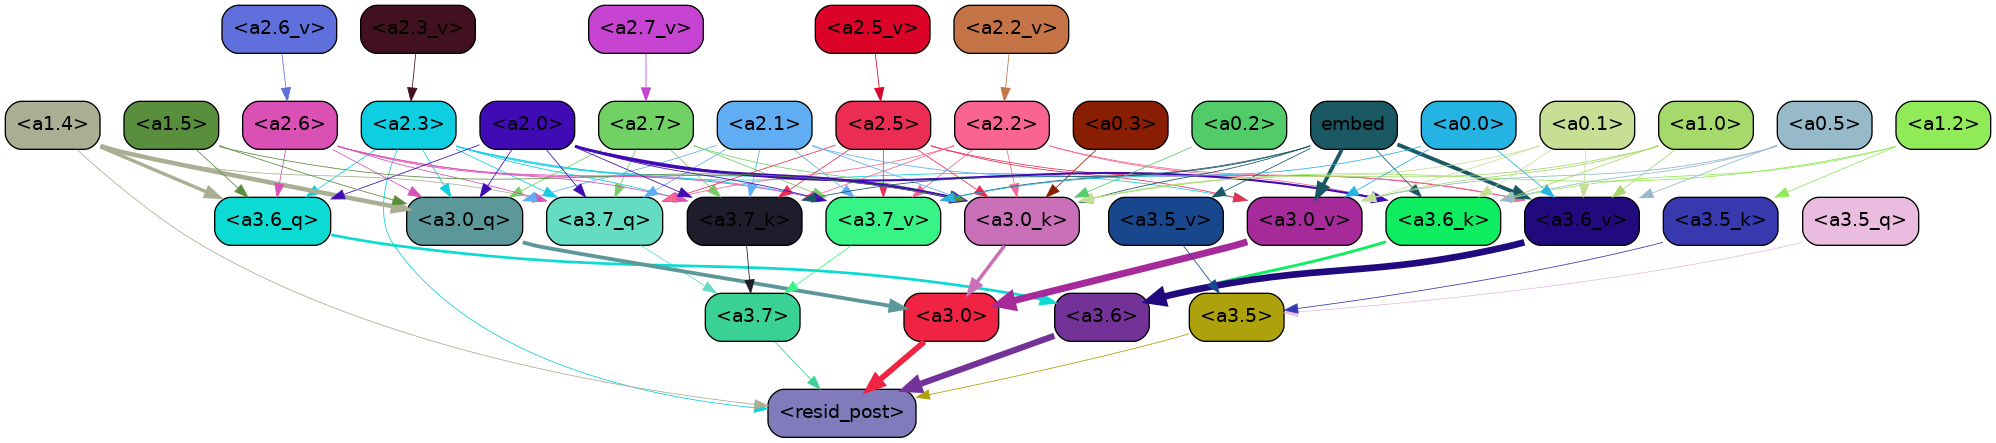 <a2.6_v> <a2.3_v> <a2.7_v> <a2.5_v> <a2.2_v>
<a1.4> <a1.5> <a2.6> <a2.3> <a2.0> <a2.7> <a2.1> <a2.5> <a2.2> <a0.3> <a0.2> embed <a0.0> <a0.1> <a1.0> <a0.5> <a1.2>
<a3.6_q> <a3.0_q> <a3.7_q> <a3.7_k> <a3.7_v> <a3.0_k> <a3.5_v> <a3.0_v> <a3.6_k> <a3.6_v> <a3.5_k> <a3.5_q>
<a3.7> <a3.0> <a3.6> <a3.5>
<resid_post>